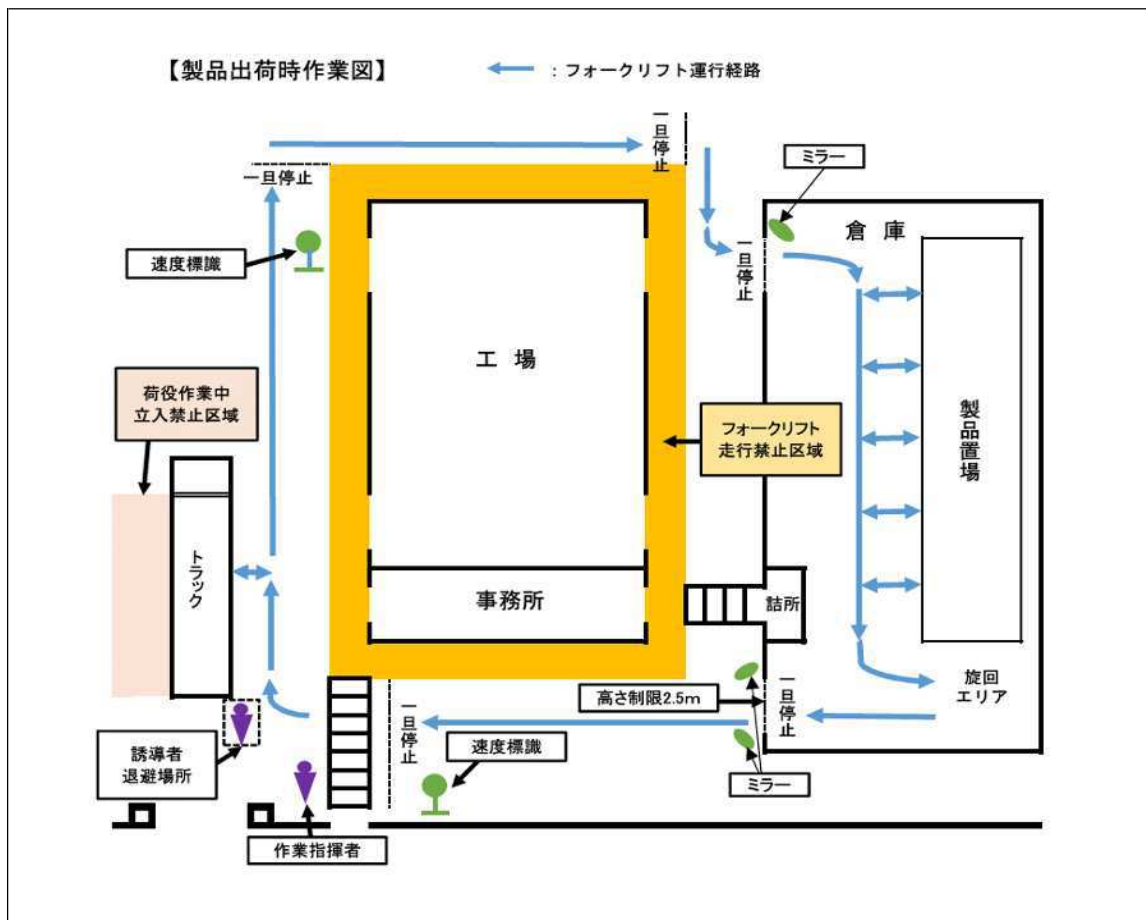 【製品出荷時作業図】
：フォークリフト運行経路
一旦停止
一旦停止
ミラー
倉 庫
速度標識
一旦停止
工 場
荷役作業中
立入禁止区域
フォークリフト
走行禁止区域
製品置場
トラック
事務所
詰所
旋回
エリア
高さ制限2.5m
一旦停止
一旦停止
速度標識
誘導者
退避場所
ミラー
作業指揮者